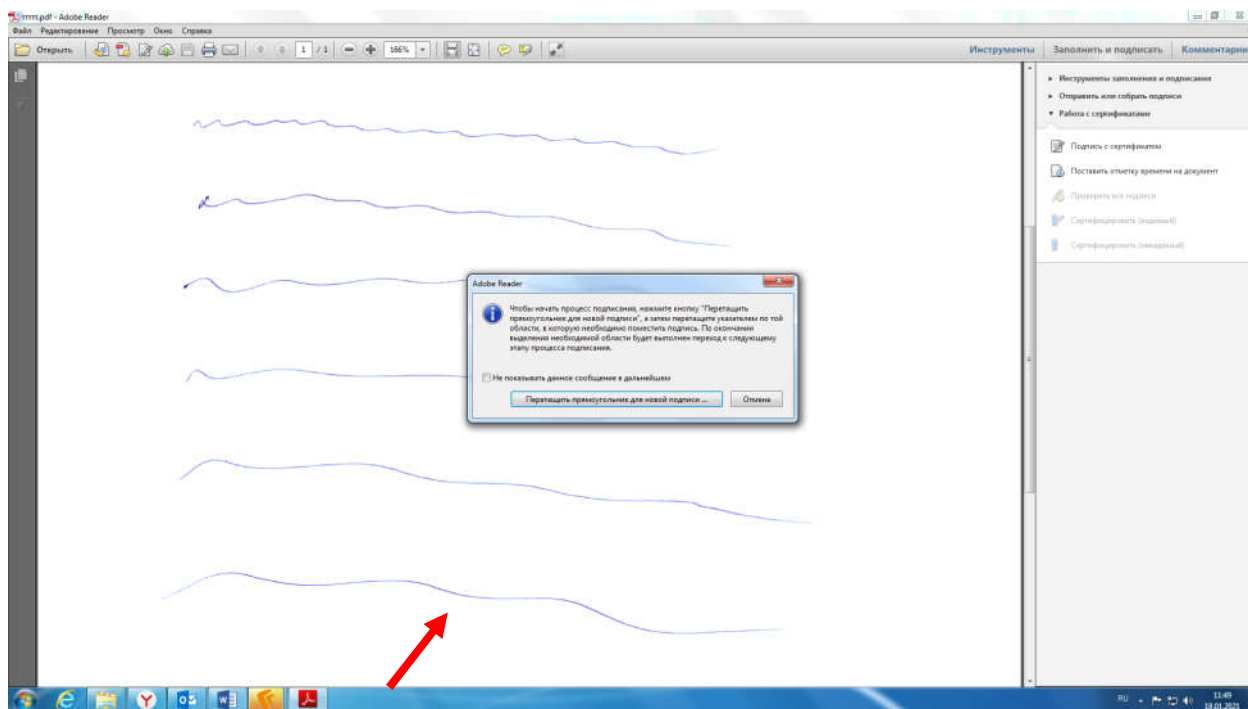 rrrrr.pdf - Adobe Reader
Файл Редактирование Просмотр Окно Справка
Открыть 1 / 1 166% Инструменты Заполнить и подписать Комментарии
Инструменты заполнения и подписания
Отправить или собрать подписи
Работа с сертификатами
Подпись с сертификатом
Поставить отметку времени на документ
Проверить все подписи
Сертифицировать (видимый)
Сертифицировать (невидимый)
Adobe Reader
Чтобы начать процесс подписания, нажмите кнопку "Перетащить
прямоугольник для новой подписи", а затем перетащите указателем по той
области, в которую необходимо поместить подпись. По окончании
выделения необходимой области будет выполнен переход к следующему
этапу процесса подписания.
Не показывать данное сообщение в дальнейшем
Перетащить прямоугольник для новой подписи ... Отмена
RU 11:49
18.01.2021